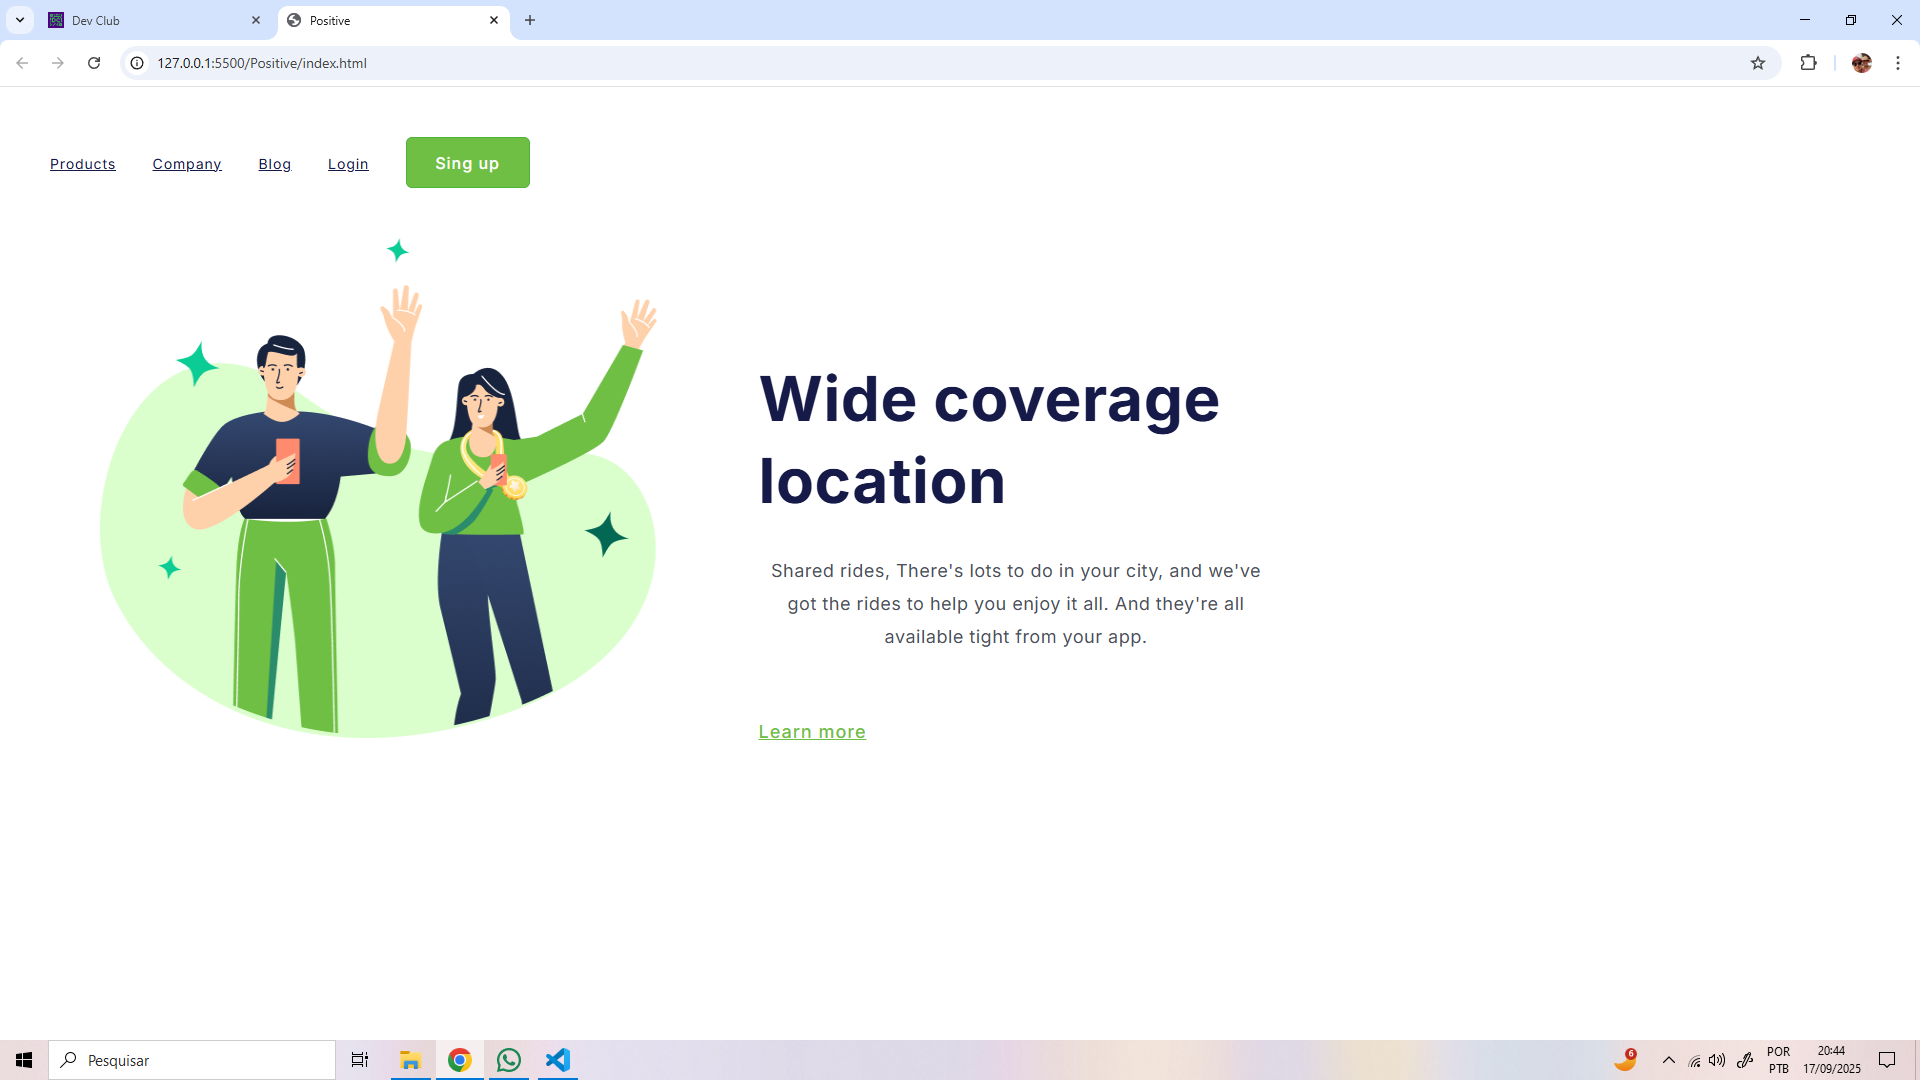 Dev Club
Positive
127.0.0.1:5500/Positive/index.html
Products
Company
Blog
Login
Sing up
Wide coverage
location
Shared rides, There's lots to do in your city, and we've
got the rides to help you enjoy it all. And they're all
available tight from your app.
Learn more
Pesquisar
6
POR
PTB
20:44
17/09/2025